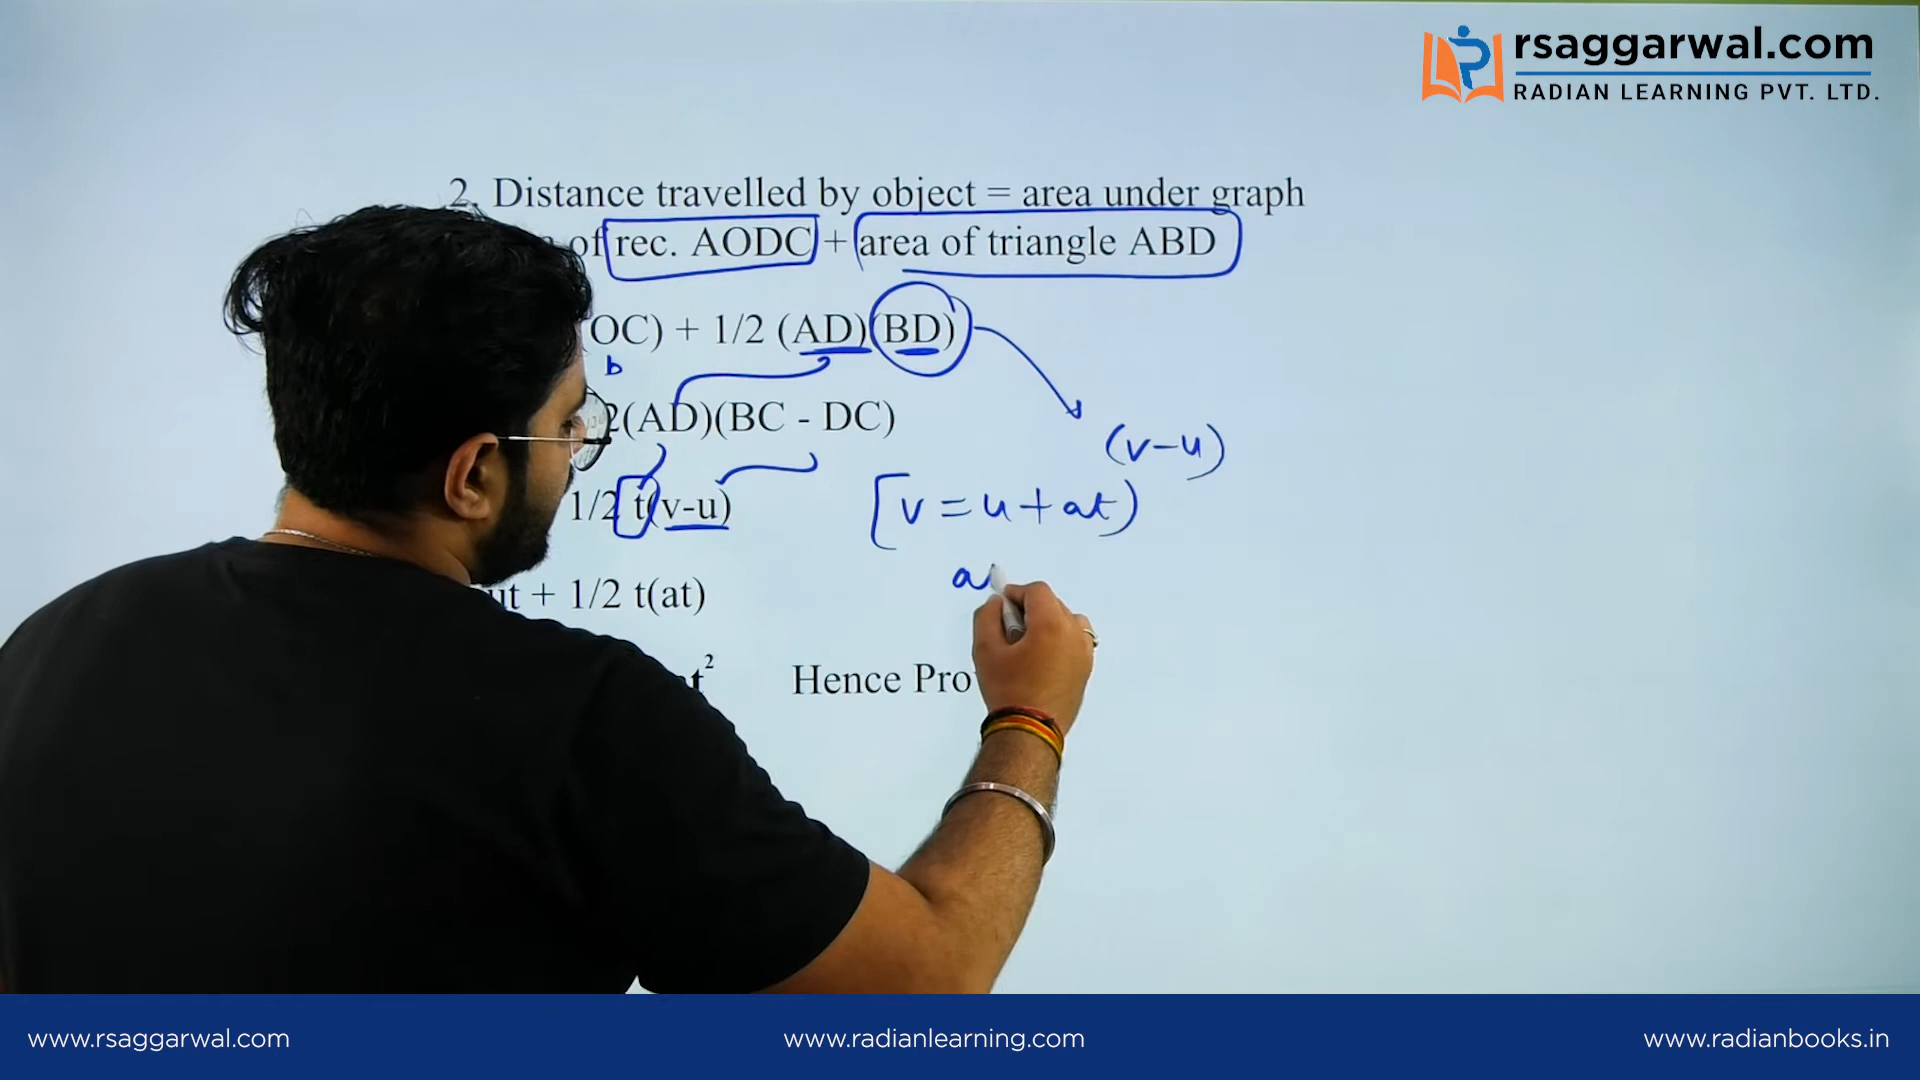 rsaggarwal.com
RADIAN LEARNING PVT. LTD.
2. Distance travelled by object = area under graph
of rec. AODC + area of triangle ABD
(OC) + 1/2 (AD)(BD)
b
2(AD)(BC - DC)
(v-u)
1/2 t(v-u) [v = u + at)
ut + 1/2 t(at)
Hence
www.rsaggarwal.com
www.radianlearning.com
www.radianbooks.in